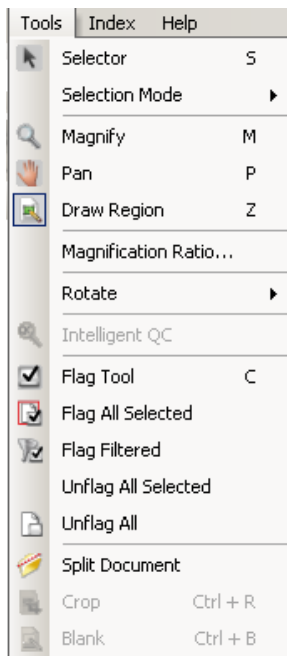 Tools Index Help
Selector S
Selection Mode
Magnify M
Pan P
Draw Region Z
Magnification Ratio...
Rotate
Intelligent QC
Flag Tool C
Flag All Selected
Flag Filtered
Unflag All Selected
Unflag All
Split Document
Crop Ctrl + R
Blank Ctrl + B